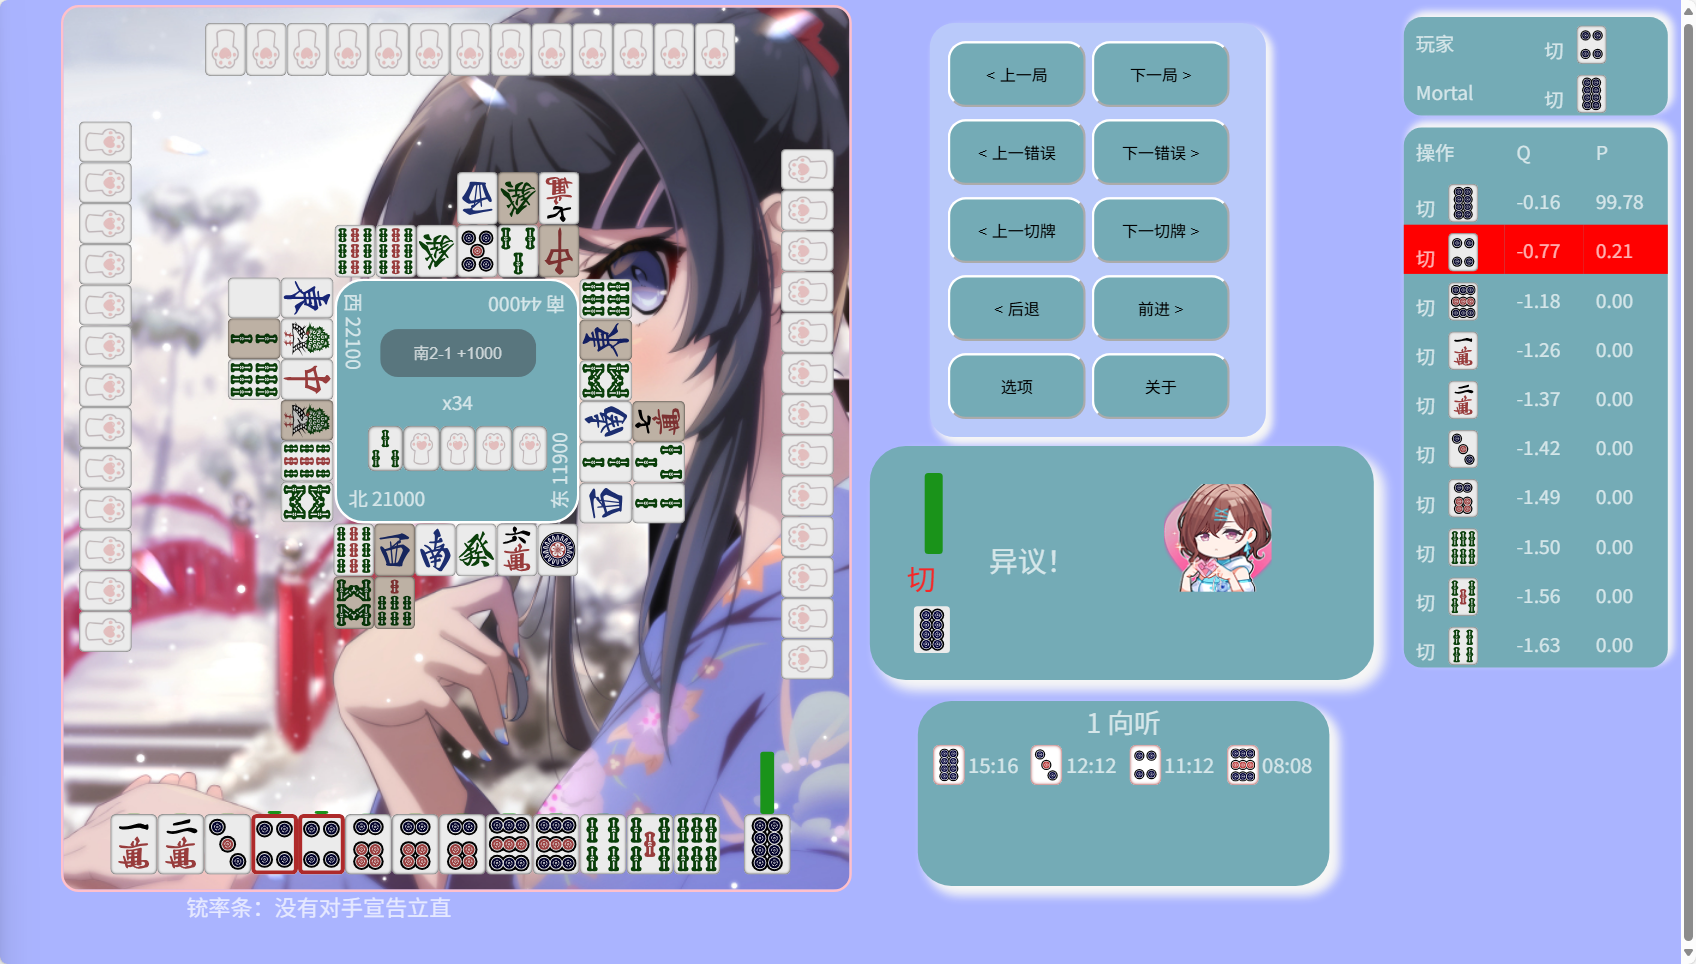 西 22100
南 44000
南2-1 +1000
x34
北 21000
东 11900
铳率条：没有对手宣告立直
< 上一局
下一局 >
< 上一错误
下一错误 >
< 上一切牌
下一切牌 >
< 后退
前进 >
选项
关于
异议！
切
1 向听
15:16
12:12
11:12
08:08
玩家 切
Mortal 切
操作 Q P
切 -0.16 99.78
切 -0.77 0.21
切 -1.18 0.00
切 -1.26 0.00
切 -1.37 0.00
切 -1.42 0.00
切 -1.49 0.00
切 -1.50 0.00
切 -1.56 0.00
切 -1.63 0.00